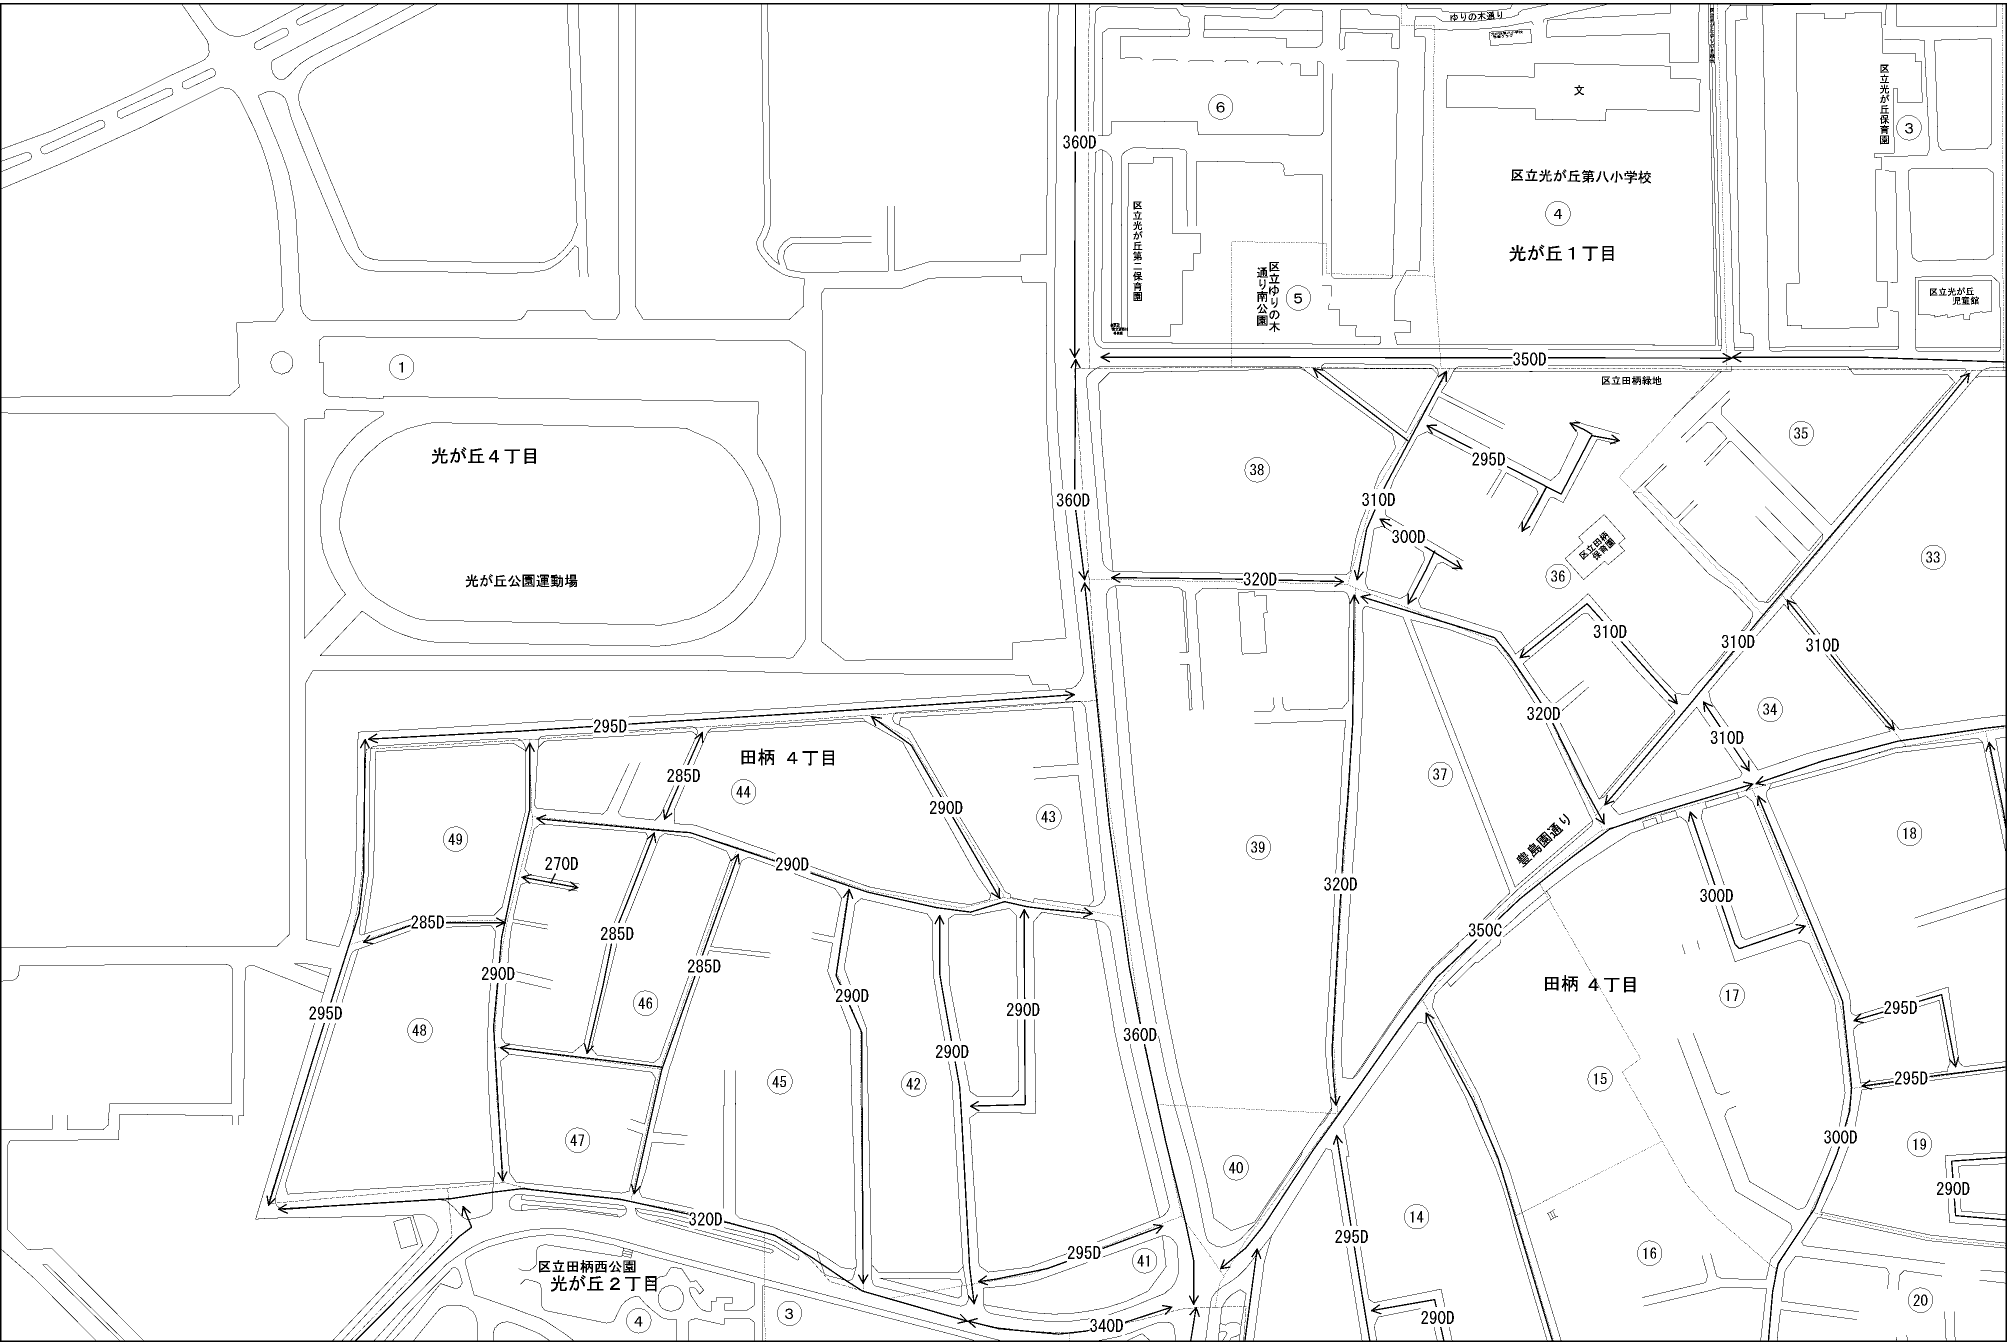 ゆりの木通り
文
⑥
区立光が丘保育園
③
360D
区立光が丘第八小学校
④
光が丘1丁目
区立光が丘第二保育園
区立ゆりの木
通り南公園
⑤
区立光が丘
児童館
①
350D
区立田柄緑地
35
光が丘4丁目
38
295D
360D
310D
300D
33
光が丘公園運動場
区立田柄
保育園
36
320D
310D
310D
310D
34
320D
310D
295D
田柄 4丁目
285D
44
37
290D
43
49
39
18
豊島園通り
270D
290D
320D
300D
285D
285D
350C
290D
285D
田柄 4丁目
46
290D
17
295D
48
290D
295D
360D
290D
45
42
15
295D
47
300D
19
40
290D
320D
14
295D
295D
16
41
区立田柄西公園
光が丘2丁目
④
③
340D
290D
20